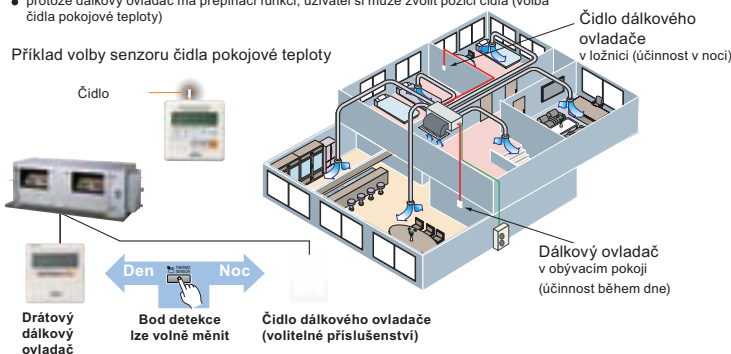 protože dálkový ovladač má přepínací funkci, uživatel si může zvolit pozici čidla (volba
čidla pokojové teploty)
Příklad volby senzoru čidla pokojové teploty
Čidlo
Čidlo dálkového
ovladače
v ložnici (účinnost v noci)
Dálkový ovladač
v obývacím pokoji
(účinnost během dne)
Den
THERMO
SENSOR
Noc
Drátový
dálkový
ovladač
Bod detekce
lze volně měnit
Čidlo dálkového ovladače
(volitelné příslušenství)